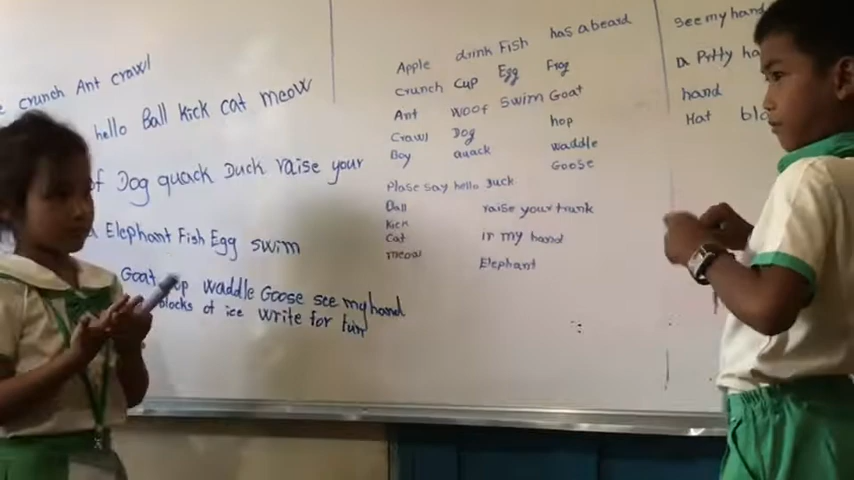 crunch Ant crawl
hello Ball kick cat meow
Dog quack Duck raise your
Elephant Fish Egg swim
Goat hop waddle Goose see my hand
blocks of ice write for fun
Apple drink Fish has a beard
Crunch Cup Egg Frog
Ant woof swim Goat
Crawl Dog hop
Boy quack waddle
Goose
Plase say hello Duck
Ball raise your trunk
Kick in my hand
Cat Elephant
meow
see my hand
a Pritty
hand
Hat